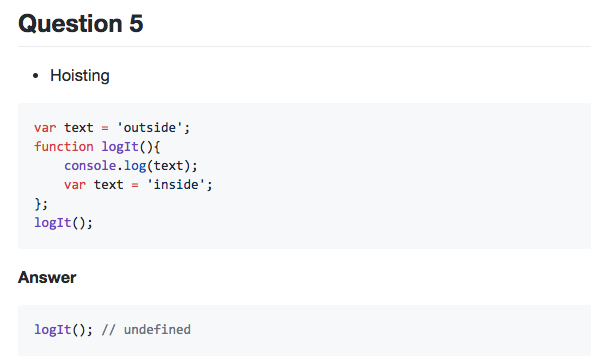 Question 5
• Hoisting
var text = 'outside';
function logIt(){
    console.log(text);
    var text = 'inside';
};
logIt();
Answer
logIt(); // undefined